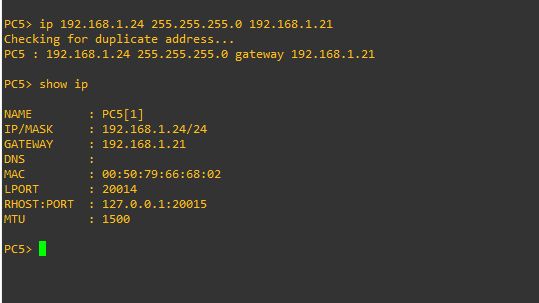 PC5> ip 192.168.1.24 255.255.255.0 192.168.1.21
Checking for duplicate address...
PC5 : 192.168.1.24 255.255.255.0 gateway 192.168.1.21
PC5> show ip
NAME        : PC5[1]
IP/MASK     : 192.168.1.24/24
GATEWAY     : 192.168.1.21
DNS         :
MAC         : 00:50:79:66:68:02
LPORT       : 20014
RHOST:PORT  : 127.0.0.1:20015
MTU         : 1500
PC5>